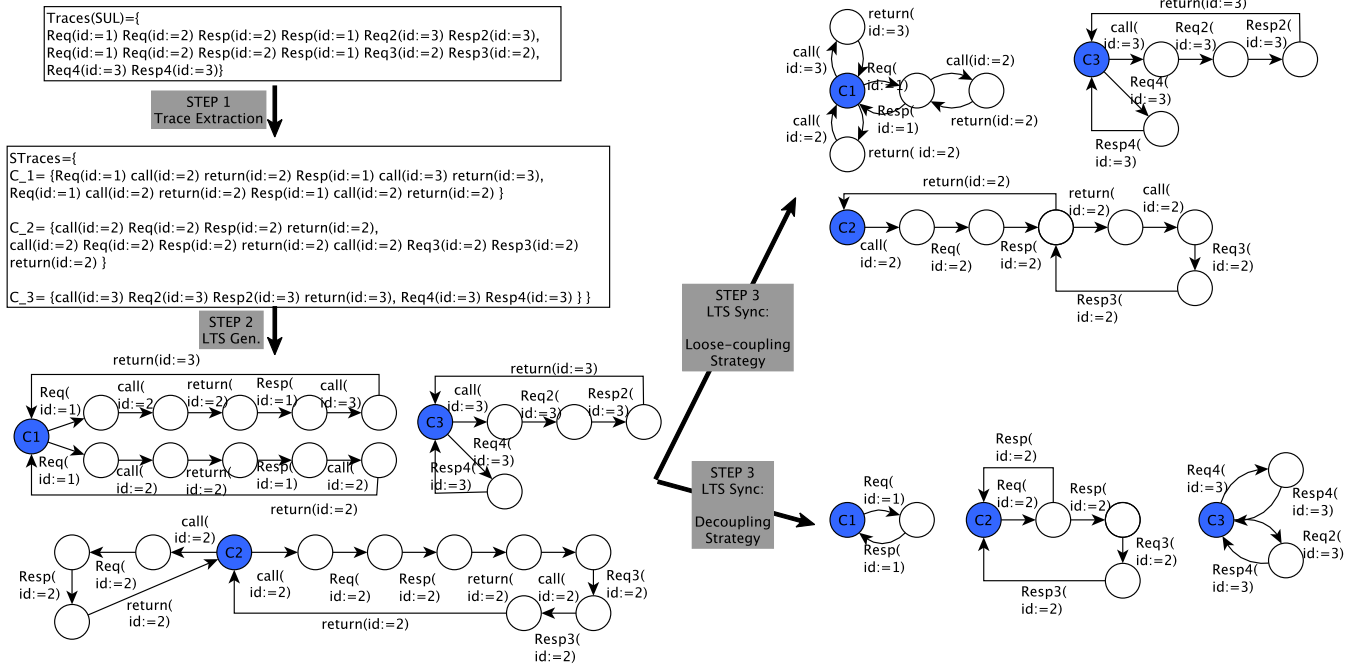 Traces(SUL)={
Req(id:=1) Req(id:=2) Resp(id:=2) Resp(id:=1) Req2(id:=3) Resp2(id:=3),
Req(id:=1) Req(id:=2) Resp(id:=2) Resp(id:=1) Req3(id:=2) Resp3(id:=2),
Req4(id:=3) Resp4(id:=3)}
STEP 1
Trace Extraction
STraces={
C_1= {Req(id:=1) call(id:=2) return(id:=2) Resp(id:=1) call(id:=3) return(id:=3),
Req(id:=1) call(id:=2) return(id:=2) Resp(id:=1) call(id:=2) return(id:=2) }
C_2= {call(id:=2) Req(id:=2) Resp(id:=2) return(id:=2),
call(id:=2) Req(id:=2) Resp(id:=2) return(id:=2) call(id:=2) Req3(id:=2) Resp3(id:=2)
return(id:=2) }
C_3= {call(id:=3) Req2(id:=3) Resp2(id:=3) return(id:=3), Req4(id:=3) Resp4(id:=3) } }
STEP 2
LTS Gen.
return(id:=3)
Req(
id:=1)
call(
id:=2
return(
id:=2)
Resp(
id:=1)
call(
id:=3)
C1
Req(
id:=1)
call(
id:=2)
return(
id:=2)
Resp(
id:=1)
call(
id:=2)
return(id:=2)
return(id:=3)
call(
id:=3)
Req2(
id:=3)
Resp2(
id:=3)
C3
Req4(
id:=3)
Resp4(
id:=3)
call(
id:=2)
C2
Req(
id:=2)
Resp(
id:=2)
return(
id:=2)
call(
id:=2)
Req(
id:=2)
Resp(
id:=2)
return(
id:=2)
call(
id:=2)
Req3(
id:=2)
Resp3(
id:=2)
return(id:=2)
STEP 3
LTS Sync:
Loose-coupling
Strategy
return(
id:=3)
call(
id:=3)
Req(
id:=1)
call(id:=2)
C1
Resp(
id:=1)
return(id:=2)
call(
id:=2)
return( id:=2)
return(id:=3)
call(
id:=3)
Req2(
id:=3)
Resp2(
id:=3)
C3
Req4(
id:=3)
Resp4(
id:=3)
return(id:=2)
C2
call(
id:=2)
Req(
id:=2)
Resp(
id:=2)
return(
id:=2)
call(
id:=2)
Req3(
id:=2)
Resp3(
id:=2)
STEP 3
LTS Sync:
Decoupling
Strategy
Req(
id:=1)
C1
Resp(
id:=1)
Resp(
id:=2)
Req(
id:=2)
Resp(
id:=2)
C2
Req3(
id:=2)
Resp3(
id:=2)
Req4(
id:=3)
Resp4(
id:=3)
C3
Req2(
id:=3)
Resp4(
id:=3)